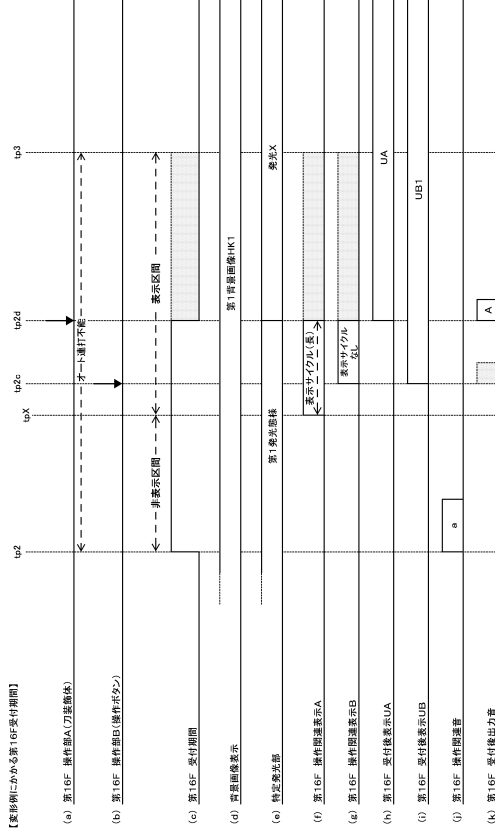 【変形例にかかる第16F受付期間】
tp2
tpX
tp2c
tp2d
tp3
(a) 第16F 操作部A(刀装飾体)
オート連打不能
(b) 第16F 操作部B(操作ボタン)
非表示区間
表示区間
(c) 第16F 受付期間
(d) 背景画像表示
第1背景画像HK1
(e) 特定発光部
第1発光態様
発光X
(f) 第16F 操作関連表示A
表示サイクル(長)
(g) 第16F 操作関連表示B
表示サイクル
なし
(h) 第16F 受付後表示UA
UA
(i) 第16F 受付後表示UB
UB1
(j) 第16F 操作関連音
a
(k) 第16F 受付後出力音
A